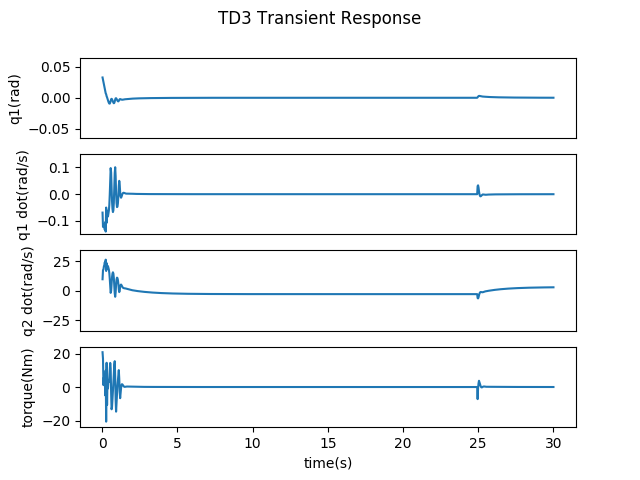 TD3 Transient Response
0.05
0.00
−0.05
q1(rad)
0.1
0.0
−0.1
q1 dot(rad/s)
25
0
−25
q2 dot(rad/s)
20
0
−20
torque(Nm)
0 5 10 15 20 25 30
time(s)